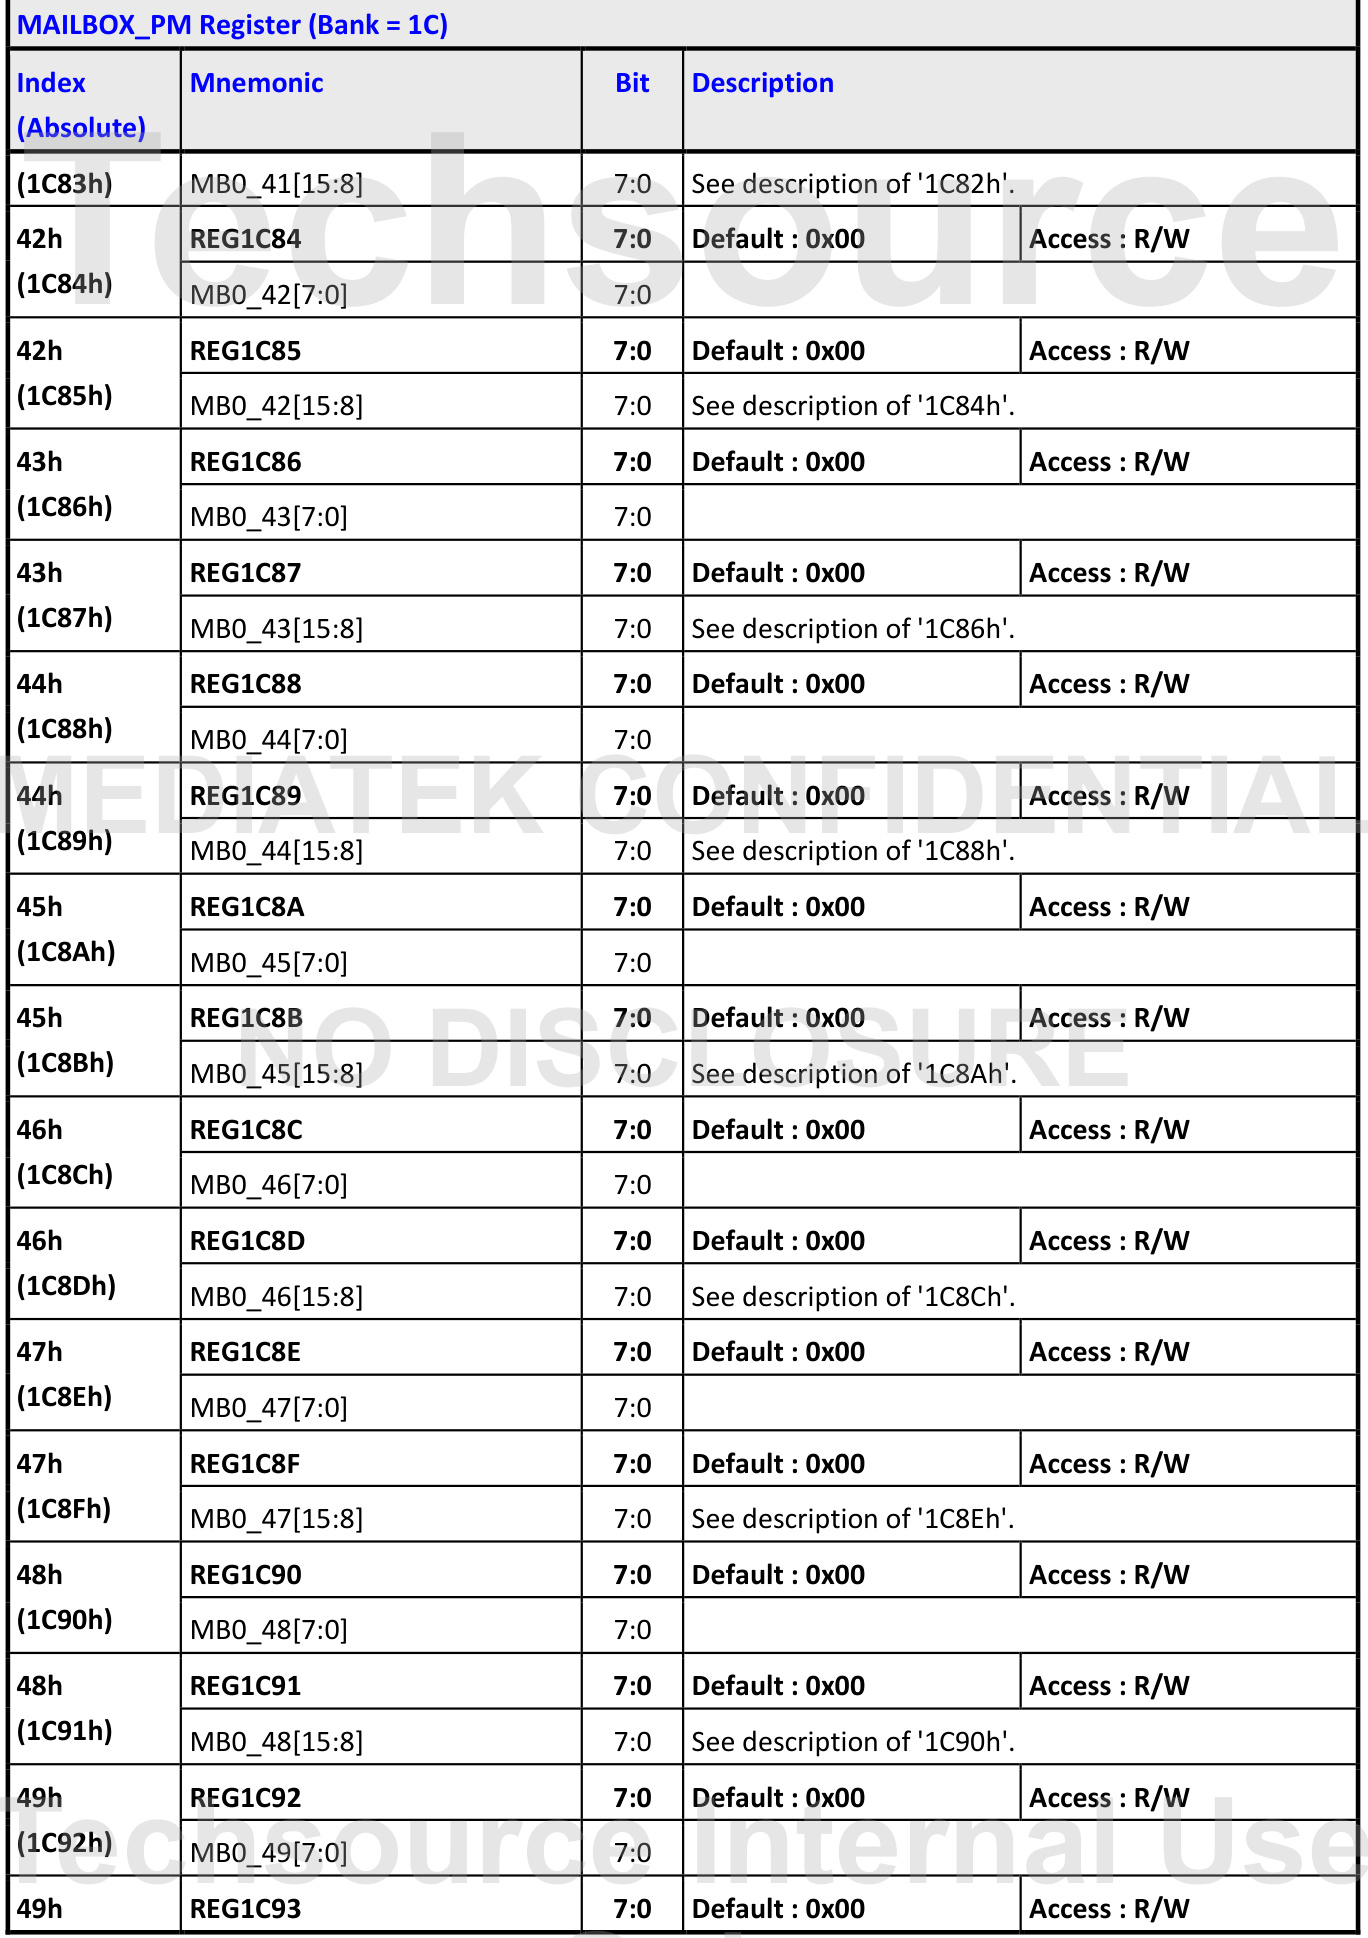 MAILBOX_PM Register (Bank = 1C)
Index Mnemonic Bit Description
(Absolute)
(1C83h) MB0_41[15:8] 7:0 See description of '1C82h'.
42h REG1C84 7:0 Default : 0x00 Access : R/W
(1C84h) MB0_42[7:0] 7:0
Techsource
42h REG1C85 7:0 Default : 0x00 Access : R/W
(1C85h) MB0_42[15:8] 7:0 See description of '1C84h'.
43h REG1C86 7:0 Default : 0x00 Access : R/W
(1C86h) MB0_43[7:0] 7:0
43h REG1C87 7:0 Default : 0x00 Access : R/W
(1C87h) MB0_43[15:8] 7:0 See description of '1C86h'.
44h REG1C88 7:0 Default : 0x00 Access : R/W
(1C88h) MB0_44[7:0] 7:0
MEDIATEK CONFIDENTIAL
44h REG1C89 7:0 Default : 0x00 Access : R/W
(1C89h) MB0_44[15:8] 7:0 See description of '1C88h'.
45h REG1C8A 7:0 Default : 0x00 Access : R/W
(1C8Ah) MB0_45[7:0] 7:0
45h REG1C8B 7:0 Default : 0x00 Access : R/W
NO DISCLOSURE
(1C8Bh) MB0_45[15:8] 7:0 See description of '1C8Ah'.
46h REG1C8C 7:0 Default : 0x00 Access : R/W
(1C8Ch) MB0_46[7:0] 7:0
46h REG1C8D 7:0 Default : 0x00 Access : R/W
(1C8Dh) MB0_46[15:8] 7:0 See description of '1C8Ch'.
47h REG1C8E 7:0 Default : 0x00 Access : R/W
(1C8Eh) MB0_47[7:0] 7:0
47h REG1C8F 7:0 Default : 0x00 Access : R/W
(1C8Fh) MB0_47[15:8] 7:0 See description of '1C8Eh'.
48h REG1C90 7:0 Default : 0x00 Access : R/W
(1C90h) MB0_48[7:0] 7:0
48h REG1C91 7:0 Default : 0x00 Access : R/W
(1C91h) MB0_48[15:8] 7:0 See description of '1C90h'.
49h REG1C92 7:0 Default : 0x00 Access : R/W
(1C92h) MB0_49[7:0] 7:0
Techsource Internal Use
49h REG1C93 7:0 Default : 0x00 Access : R/W